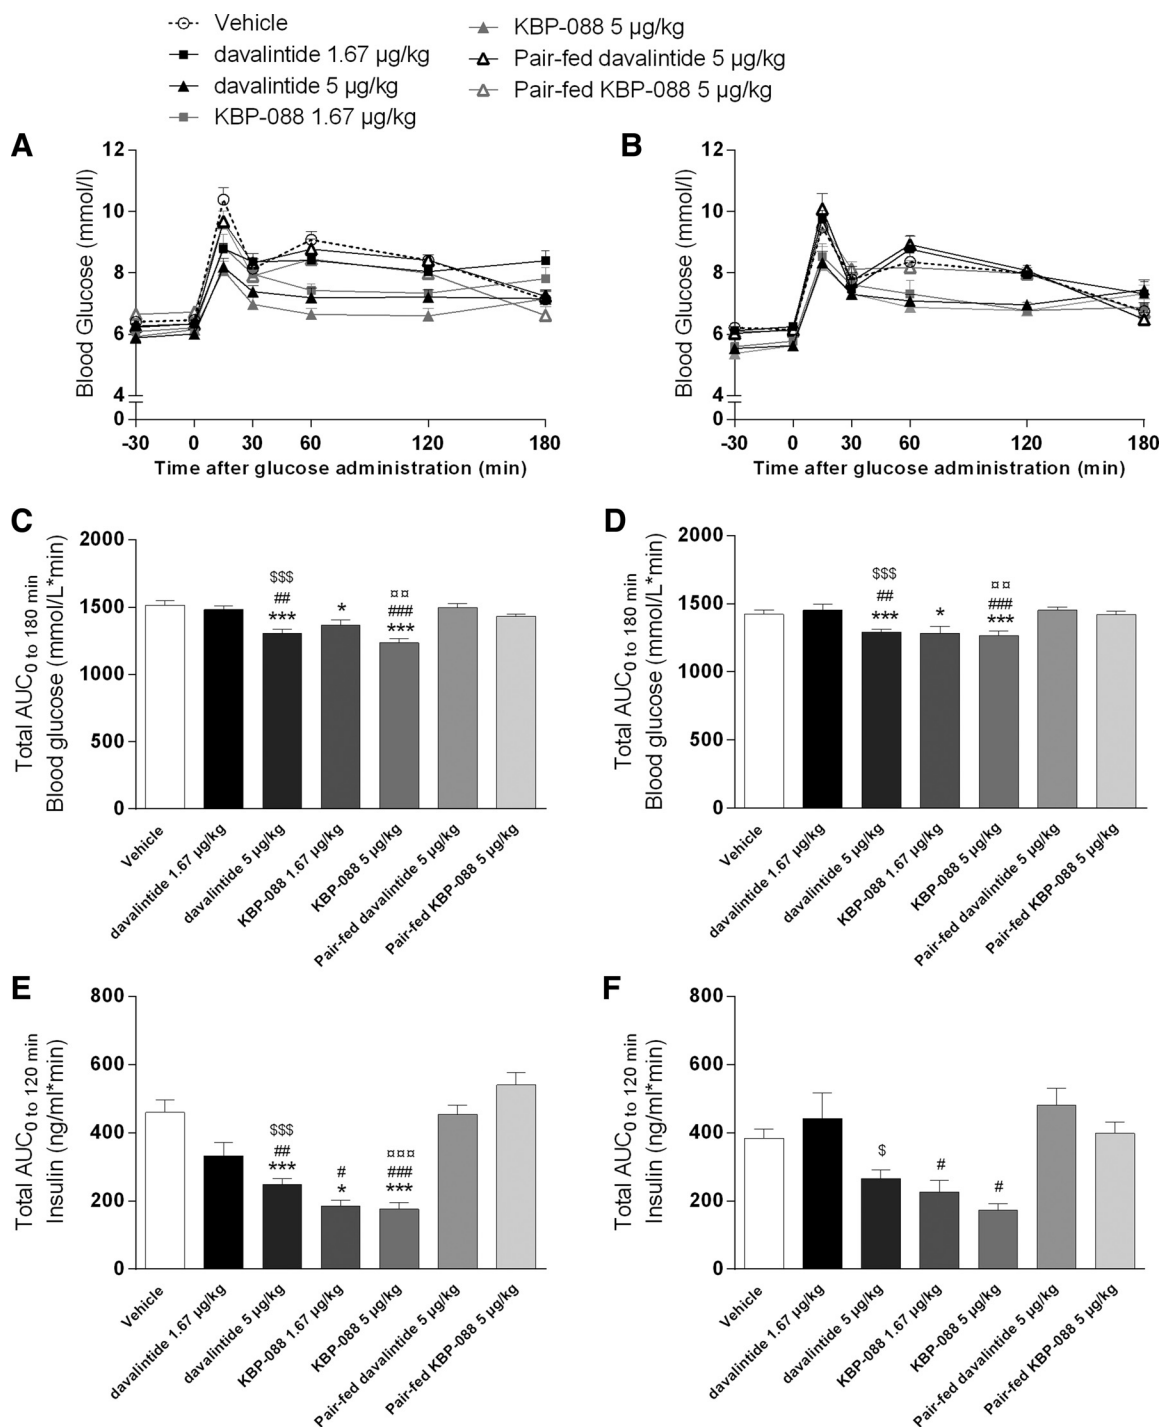 Vehicle
davalintide 1.67 µg/kg
davalintide 5 µg/kg
KBP-088 1.67 µg/kg
KBP-088 5 µg/kg
Pair-fed davalintide 5 µg/kg
Pair-fed KBP-088 5 µg/kg
A
Blood Glucose (mmol/l)
12
10
8
6
4
0
-30 0 30 60 120 180
Time after glucose administration (min)
B
Blood Glucose (mmol/l)
12
10
8
6
4
0
-30 0 30 60 120 180
Time after glucose administration (min)
C
Total AUC0 to 180 min
Blood glucose (mmol/L*min)
2000
1500
1000
500
0
$$$
##
***
*
¤¤
###
***
Vehicle
davalintide 1.67 µg/kg
davalintide 5 µg/kg
KBP-088 1.67 µg/kg
KBP-088 5 µg/kg
Pair-fed davalintide 5 µg/kg
Pair-fed KBP-088 5 µg/kg
D
Total AUC0 to 180 min
Blood glucose (mmol/L*min)
2000
1500
1000
500
0
$$$
##
***
*
¤¤
###
***
Vehicle
davalintide 1.67 µg/kg
davalintide 5 µg/kg
KBP-088 1.67 µg/kg
KBP-088 5 µg/kg
Pair-fed davalintide 5 µg/kg
Pair-fed KBP-088 5 µg/kg
E
Total AUC0 to 120 min
Insulin (ng/ml*min)
800
600
400
200
0
$$$
##
***
#
*
¤¤¤
###
***
Vehicle
davalintide 1.67 µg/kg
davalintide 5 µg/kg
KBP-088 1.67 µg/kg
KBP-088 5 µg/kg
Pair-fed davalintide 5 µg/kg
Pair-fed KBP-088 5 µg/kg
F
Total AUC0 to 120 min
Insulin (ng/ml*min)
800
600
400
200
0
$
#
#
Vehicle
davalintide 1.67 µg/kg
davalintide 5 µg/kg
KBP-088 1.67 µg/kg
KBP-088 5 µg/kg
Pair-fed davalintide 5 µg/kg
Pair-fed KBP-088 5 µg/kg